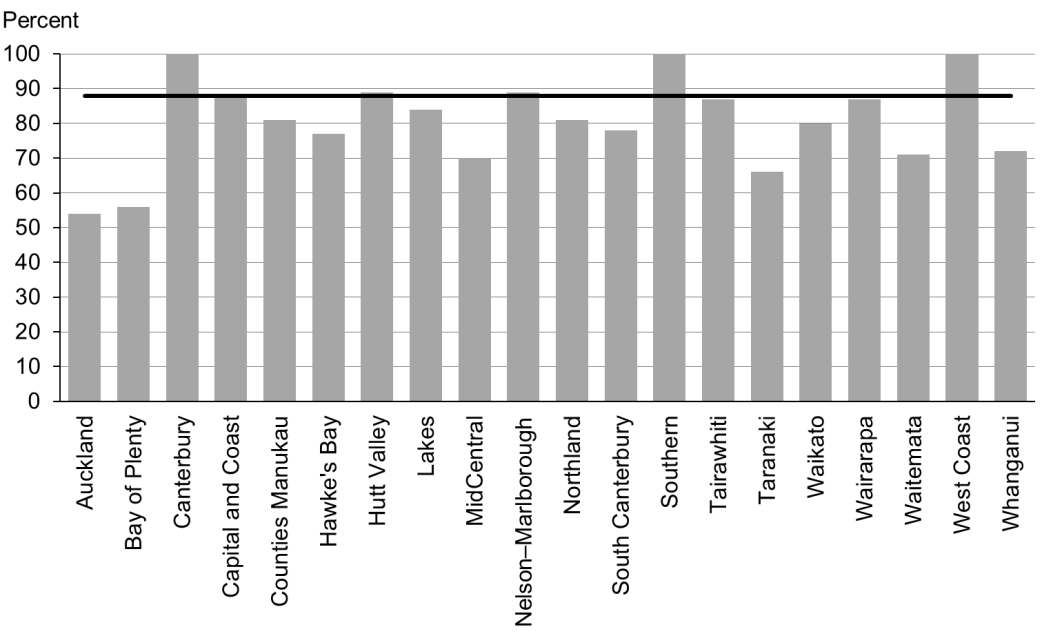 Percent
100
90
80
70
60
50
40
30
20
10
0
Auckland
Bay of Plenty
Canterbury
Capital and Coast
Counties Manukau
Hawke's Bay
Hutt Valley
Lakes
MidCentral
Nelson–Marlborough
Northland
South Canterbury
Southern
Tairawhiti
Taranaki
Waikato
Wairarapa
Waitemata
West Coast
Whanganui